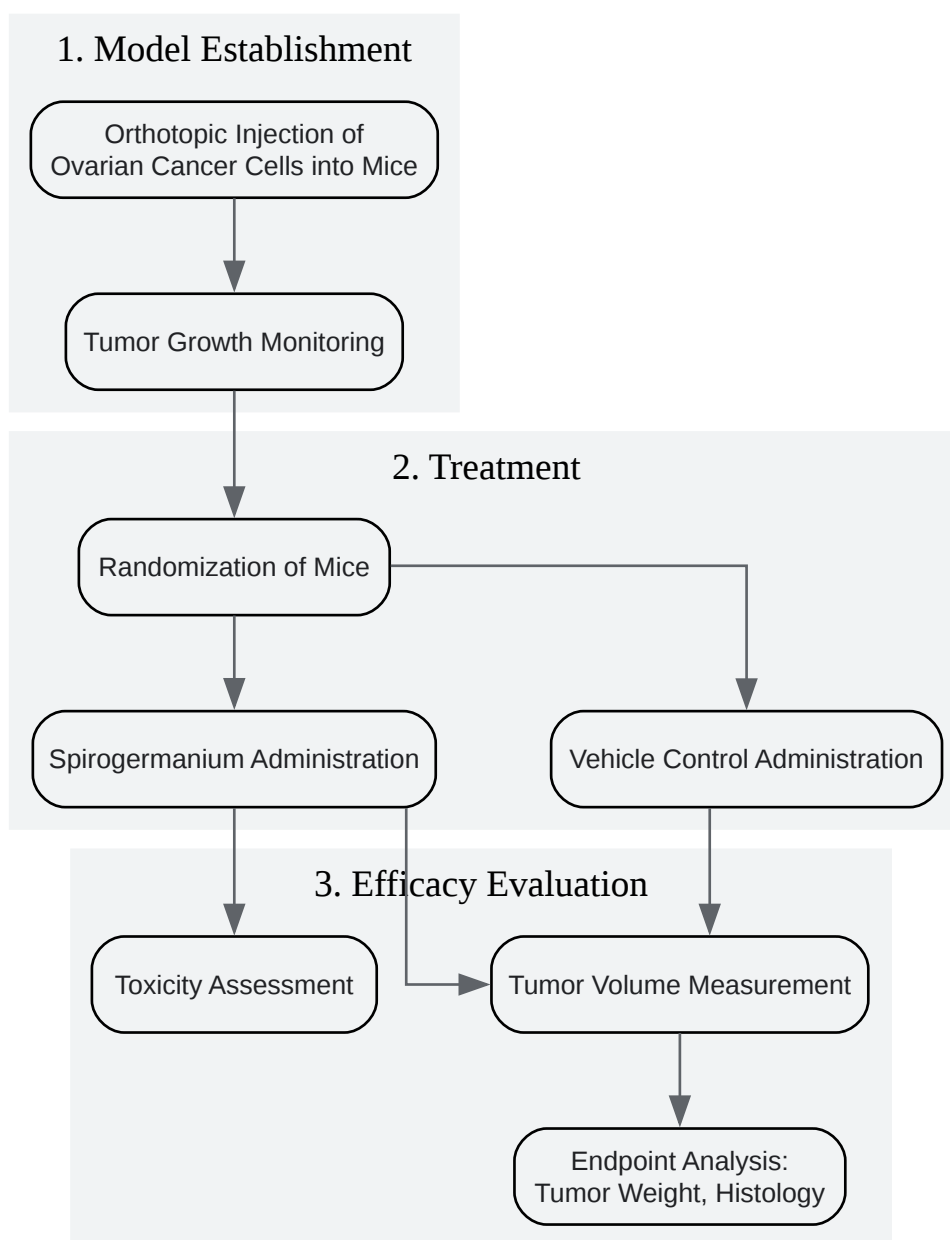 1. Model Establishment
Orthotopic Injection of
Ovarian Cancer Cells into Mice
Tumor Growth Monitoring
2. Treatment
Randomization of Mice
Spirogermanium Administration
Vehicle Control Administration
3. Efficacy Evaluation
Toxicity Assessment
Tumor Volume Measurement
Endpoint Analysis:
Tumor Weight, Histology